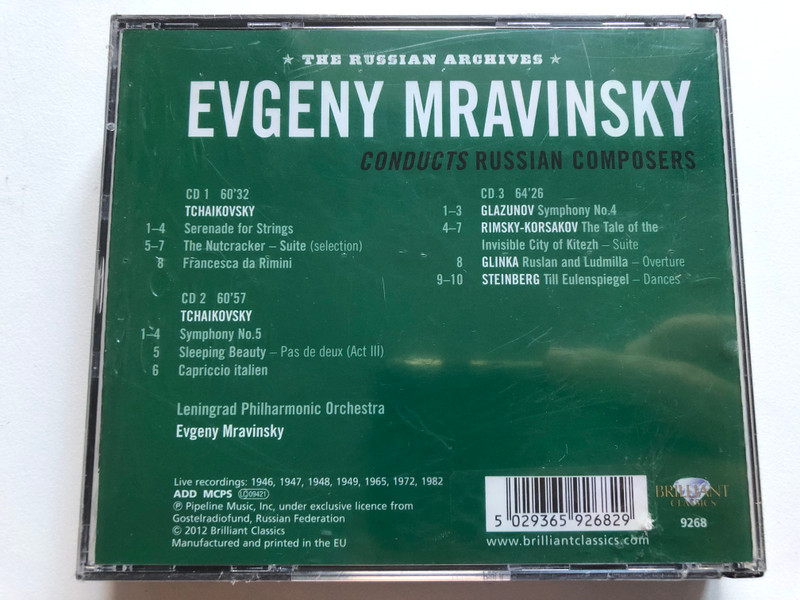 ★ THE RUSSIAN ARCHIVES ★
EVGENY MRAVINSKY
CONDUCTS RUSSIAN COMPOSERS
CD 1 60'32
TCHAIKOVSKY
1–4 Serenade for Strings
5–7 The Nutcracker – Suite (selection)
8 Francesca da Rimini
CD 2 60'57
TCHAIKOVSKY
1–4 Symphony No.5
5 Sleeping Beauty – Pas de deux (Act III)
6 Capriccio italien
CD 3 64'26
1–3 GLAZUNOV Symphony No.4
4–7 RIMSKY-KORSAKOV The Tale of the
Invisible City of Kitezh – Suite
8 GLINKA Ruslan and Ludmilla – Overture
9–10 STEINBERG Till Eulenspiegel – Dances
Leningrad Philharmonic Orchestra
Evgeny Mravinsky
Live recordings: 1946, 1947, 1948, 1949, 1965, 1972, 1982
ADD MCPS LC 09421
℗ Pipeline Music, Inc, under exclusive licence from
Gostelradiofund, Russian Federation
© 2012 Brilliant Classics
Manufactured and printed in the EU
5 029365 926829
www.brilliantclassics.com
BRILLIANT
CLASSICS
9268